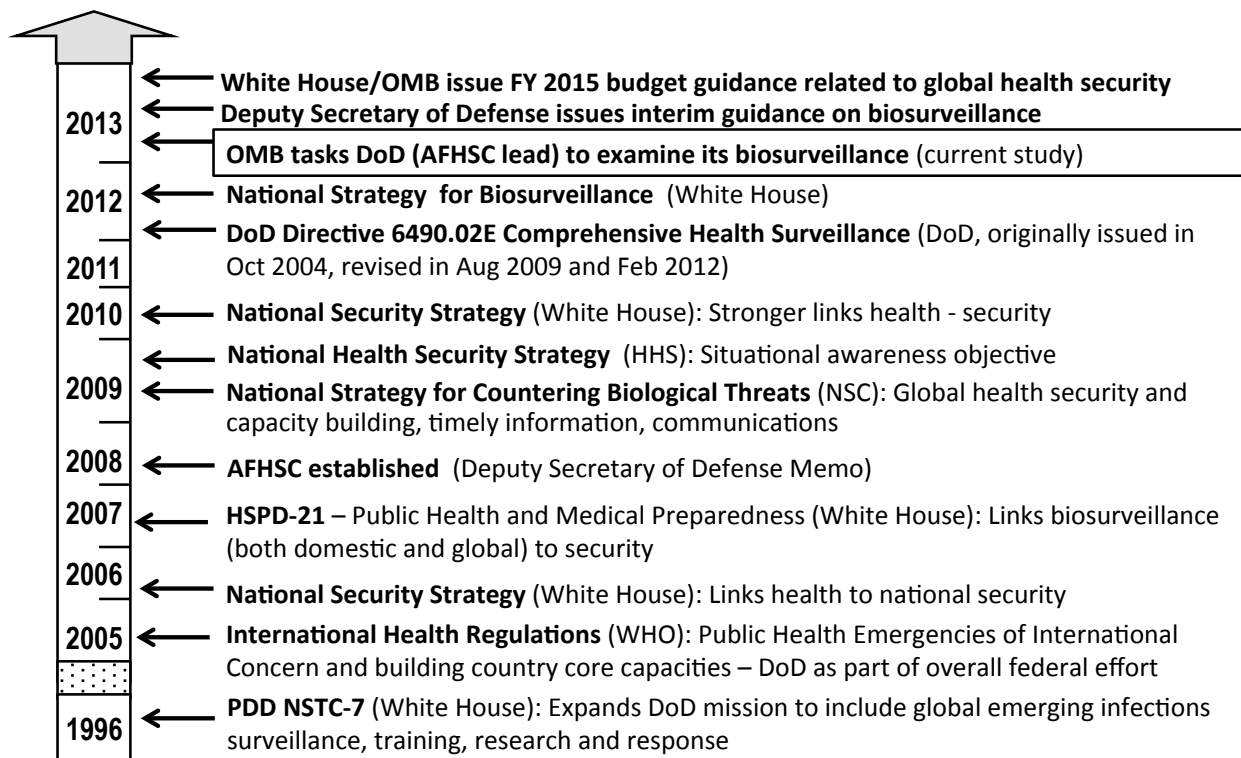 White House/OMB issue FY 2015 budget guidance related to global health security
Deputy Secretary of Defense issues interim guidance on biosurveillance
2013
OMB tasks DoD (AFHSC lead) to examine its biosurveillance (current study)
2012
National Strategy for Biosurveillance (White House)
DoD Directive 6490.02E Comprehensive Health Surveillance (DoD, originally issued in
Oct 2004, revised in Aug 2009 and Feb 2012)
2011
2010
National Security Strategy (White House): Stronger links health - security
National Health Security Strategy (HHS): Situational awareness objective
2009
National Strategy for Countering Biological Threats (NSC): Global health security and
capacity building, timely information, communications
2008
AFHSC established (Deputy Secretary of Defense Memo)
2007
HSPD-21 – Public Health and Medical Preparedness (White House): Links biosurveillance
(both domestic and global) to security
2006
National Security Strategy (White House): Links health to national security
2005
International Health Regulations (WHO): Public Health Emergencies of International
Concern and building country core capacities – DoD as part of overall federal effort
1996
PDD NSTC-7 (White House): Expands DoD mission to include global emerging infections
surveillance, training, research and response